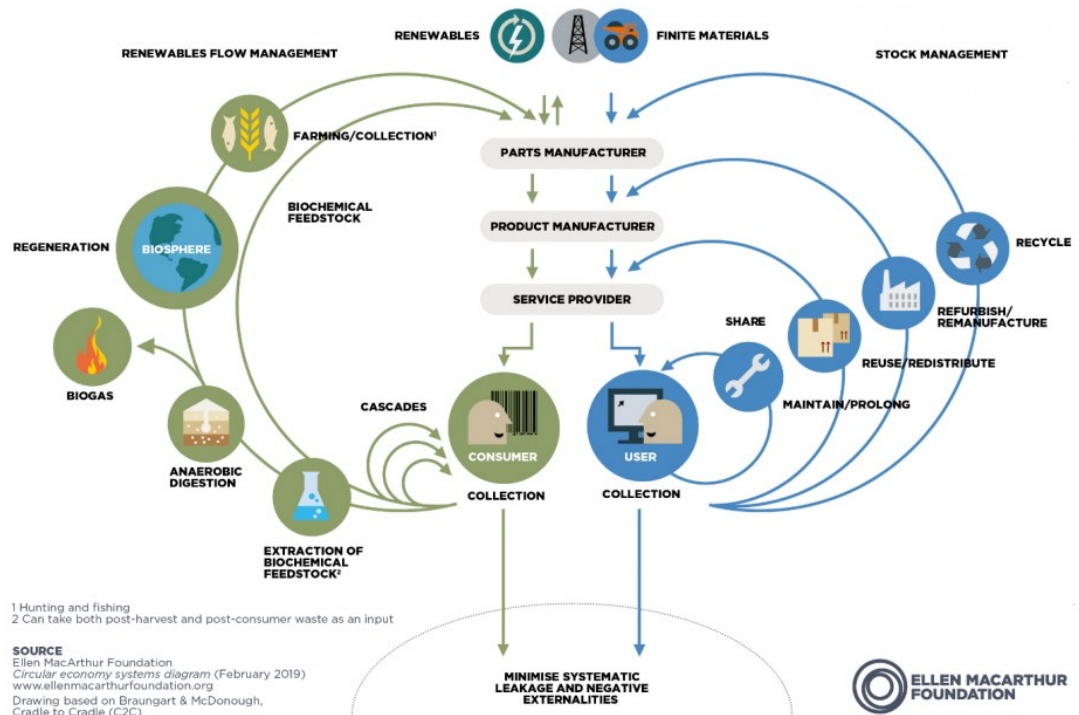 RENEWABLES
FINITE MATERIALS
RENEWABLES FLOW MANAGEMENT
STOCK MANAGEMENT
FARMING/COLLECTION¹
PARTS MANUFACTURER
BIOCHEMICAL
FEEDSTOCK
PRODUCT MANUFACTURER
REGENERATION
BIOSPHERE
RECYCLE
SERVICE PROVIDER
SHARE
REFURBISH/
REMANUFACTURE
REUSE/REDISTRIBUTE
BIOGAS
CASCADES
MAINTAIN/PROLONG
CONSUMER
USER
ANAEROBIC
DIGESTION
COLLECTION
COLLECTION
EXTRACTION OF
BIOCHEMICAL
FEEDSTOCK²
1 Hunting and fishing
2 Can take both post-harvest and post-consumer waste as an input
SOURCE
Ellen MacArthur Foundation
Circular economy systems diagram (February 2019)
www.ellenmacarthurfoundation.org
Drawing based on Braungart & McDonough,
Cradle to Cradle (C2C)
MINIMISE SYSTEMATIC
LEAKAGE AND NEGATIVE
EXTERNALITIES
ELLEN MACARTHUR
FOUNDATION